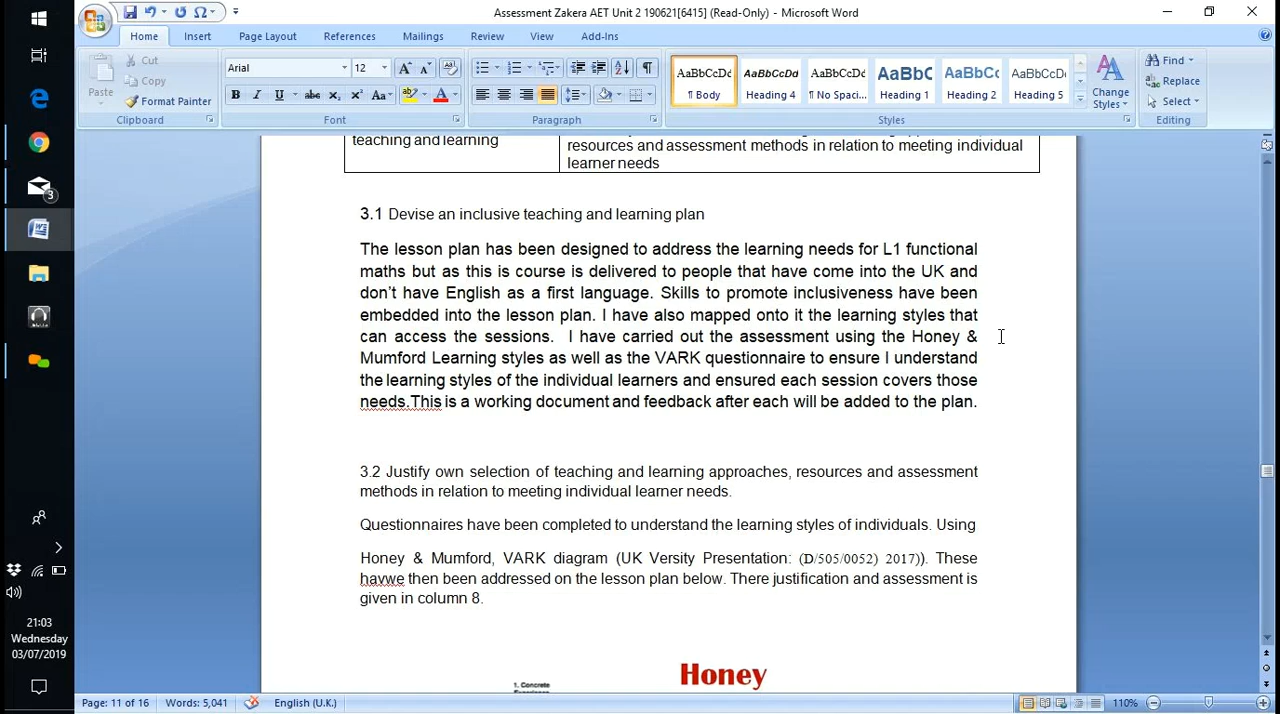 Assessment Zakera AET Unit 2 190621[6415] (Read-Only) - Microsoft Word
Home Insert Page Layout References Mailings Review View Add-Ins
Paste
Cut
Copy
Format Painter
Clipboard
Arial 12
Font
Paragraph
AaBbCcDd AaBbCcDd AaBbCcDd AaBbC AaBbCc AaBbCcDd
¶ Body Heading 4 ¶ No Spaci... Heading 1 Heading 2 Heading 5
Change Styles
Styles
Find
Replace
Select
Editing
teaching and learning
resources and assessment methods in relation to meeting individual
learner needs
3.1 Devise an inclusive teaching and learning plan
The lesson plan has been designed to address the learning needs for L1 functional
maths but as this is course is delivered to people that have come into the UK and
don’t have English as a first language. Skills to promote inclusiveness have been
embedded into the lesson plan. I have also mapped onto it the learning styles that
can access the sessions. I have carried out the assessment using the Honey &
Mumford Learning styles as well as the VARK questionnaire to ensure I understand
the learning styles of the individual learners and ensured each session covers those
needs.This is a working document and feedback after each will be added to the plan.
3.2 Justify own selection of teaching and learning approaches, resources and assessment
methods in relation to meeting individual learner needs.
Questionnaires have been completed to understand the learning styles of individuals. Using
Honey & Mumford, VARK diagram (UK Versity Presentation: (D/505/0052) 2017)). These
havwe then been addressed on the lesson plan below. There justification and assessment is
given in column 8.
Honey
1. Concrete
3
21:03
Wednesday
03/07/2019
Page: 11 of 16 Words: 5,041 English (U.K.) 110%